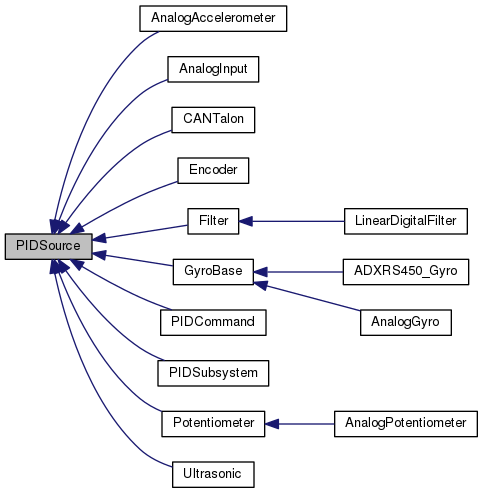 AnalogAccelerometer
AnalogInput
CANTalon
Encoder
Filter
LinearDigitalFilter
PIDSource
GyroBase
ADXRS450_Gyro
PIDCommand
AnalogGyro
PIDSubsystem
Potentiometer
AnalogPotentiometer
Ultrasonic